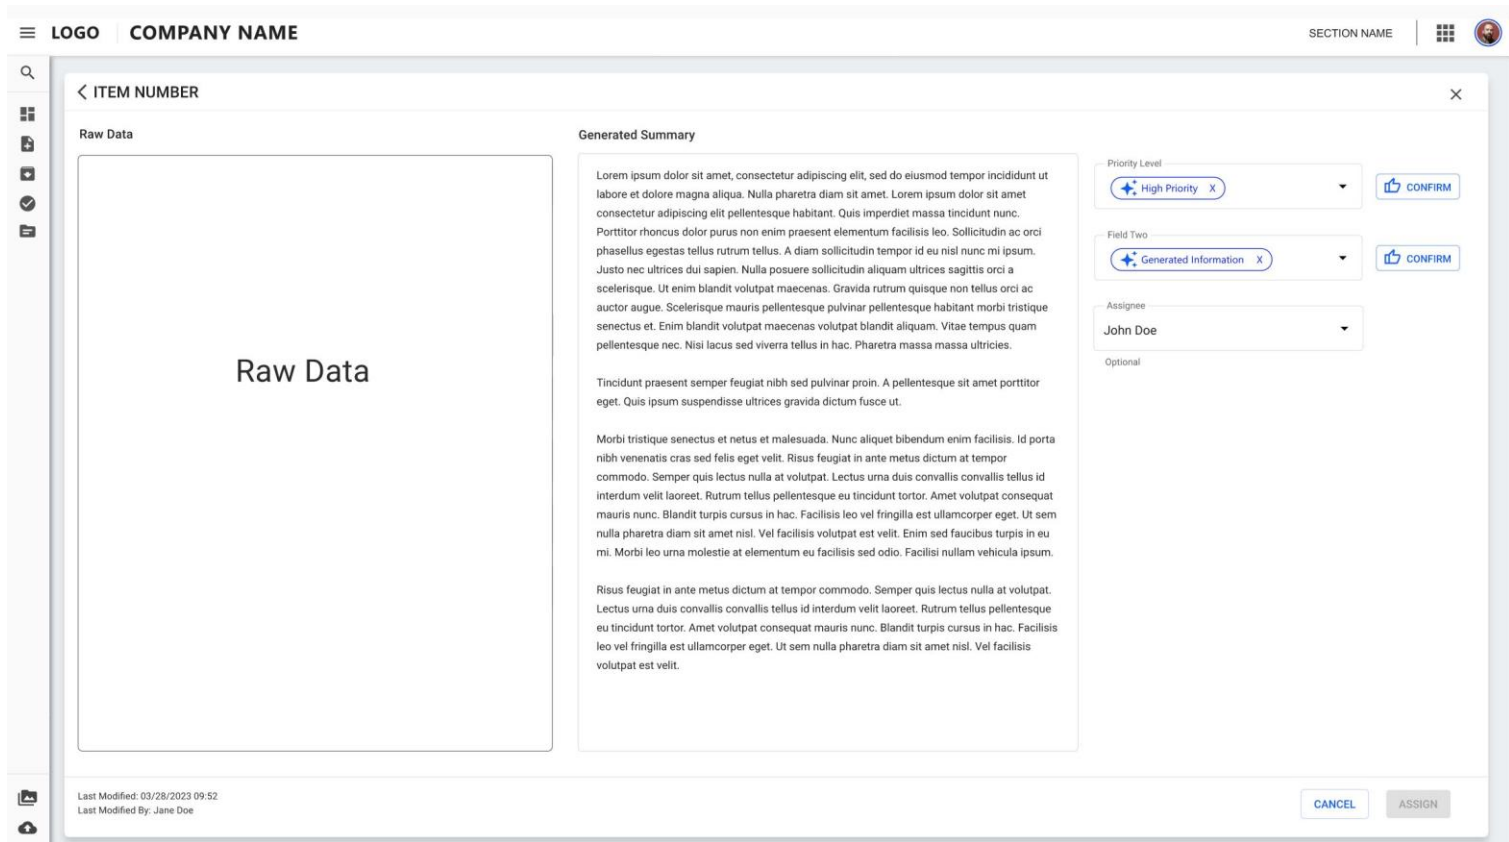 LOGO
COMPANY NAME
SECTION NAME
ITEM NUMBER
Raw Data
Raw Data
Generated Summary
Lorem ipsum dolor sit amet, consectetur adipiscing elit, sed do eiusmod tempor incididunt ut
labore et dolore magna aliqua. Nulla pharetra diam sit amet. Lorem ipsum dolor sit amet
consectetur adipiscing elit pellentesque habitant. Quis imperdiet massa tincidunt nunc.
Porttitor rhoncus dolor purus non enim praesent elementum facilisis leo. Sollicitudin ac orci
phasellus egestas tellus rutrum tellus. A diam sollicitudin tempor id eu nisl nunc mi ipsum.
Justo nec ultrices dui sapien. Nulla posuere sollicitudin aliquam ultrices sagittis orci a
scelerisque. Ut enim blandit volutpat maecenas. Gravida rutrum quisque non tellus orci ac
auctor augue. Scelerisque mauris pellentesque pulvinar pellentesque habitant morbi tristique
senectus et. Enim blandit volutpat maecenas volutpat blandit aliquam. Vitae tempus quam
pellentesque nec. Nisi lacus sed viverra tellus in hac. Pharetra massa massa ultricies.
Tincidunt praesent semper feugiat nibh sed pulvinar proin. A pellentesque sit amet porttitor
eget. Quis ipsum suspendisse ultrices gravida dictum fusce ut.
Morbi tristique senectus et netus et malesuada. Nunc aliquet bibendum enim facilisis. Id porta
nibh venenatis cras sed felis eget velit. Risus feugiat in ante metus dictum at tempor
commodo. Semper quis lectus nulla at volutpat. Lectus urna duis convallis convallis tellus id
interdum velit laoreet. Rutrum tellus pellentesque eu tincidunt tortor. Amet volutpat consequat
mauris nunc. Blandit turpis cursus in hac. Facilisis leo vel fringilla est ullamcorper eget. Ut sem
nulla pharetra diam sit amet nisl. Vel facilisis volutpat est velit. Enim sed faucibus turpis in eu
mi. Morbi leo urna molestie at elementum eu facilisis sed odio. Facilisi nullam vehicula ipsum.
Risus feugiat in ante metus dictum at tempor commodo. Semper quis lectus nulla at volutpat.
Lectus urna duis convallis convallis tellus id interdum velit laoreet. Rutrum tellus pellentesque
eu tincidunt tortor. Amet volutpat consequat mauris nunc. Blandit turpis cursus in hac. Facilisis
leo vel fringilla est ullamcorper eget. Ut sem nulla pharetra diam sit amet nisl. Vel facilisis
volutpat est velit.
Priority Level
High Priority X
CONFIRM
Field Two
Generated Information X
CONFIRM
Assignee
John Doe
Optional
Last Modified: 03/28/2023 09:52
Last Modified By: Jane Doe
CANCEL
ASSIGN